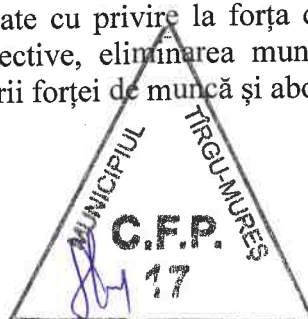 ate cu privire la forța d
ective, eliminarea mun
rii forței de muncă și abo
MUNICIPIUL
TÎRGU-MUREȘ
C.F.P.
17